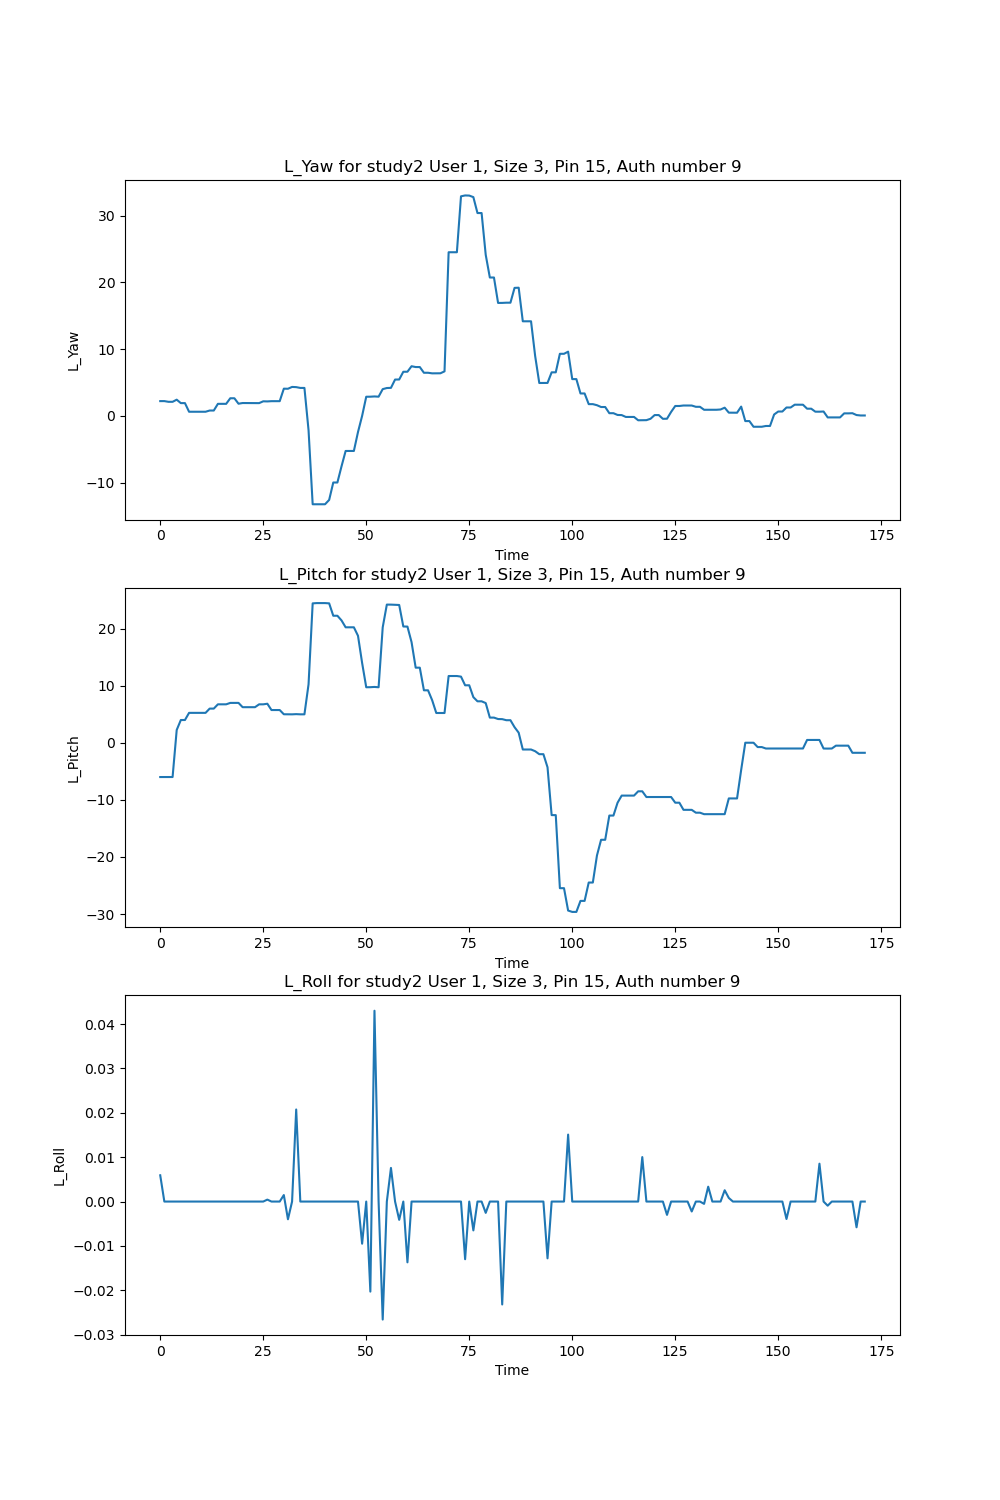 L_Yaw for study2 User 1, Size 3, Pin 15, Auth number 9
30
20
10
0
−10
L_Yaw
0 25 50 75 100 125 150 175
Time
L_Pitch for study2 User 1, Size 3, Pin 15, Auth number 9
20
10
0
−10
−20
−30
L_Pitch
0 25 50 75 100 125 150 175
Time
L_Roll for study2 User 1, Size 3, Pin 15, Auth number 9
0.04
0.03
0.02
0.01
0.00
−0.01
−0.02
−0.03
L_Roll
0 25 50 75 100 125 150 175
Time